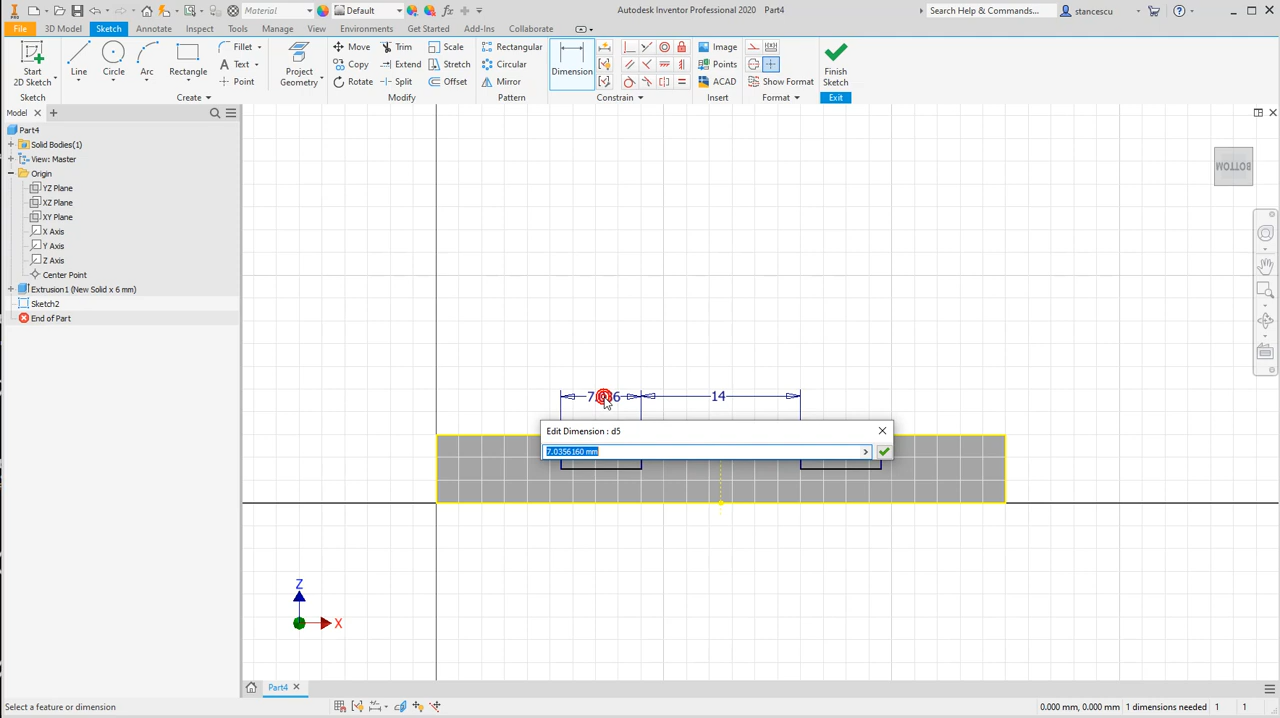 Material
Default
Autodesk Inventor Professional 2020 Part4
Search Help & Commands...
stancescu
File
3D Model
Sketch
Annotate
Inspect
Tools
Manage
View
Environments
Get Started
Add-Ins
Collaborate
Start
2D Sketch
Line
Circle
Arc
Rectangle
Fillet
Text
Point
Project
Geometry
Move
Copy
Rotate
Trim
Extend
Split
Scale
Stretch
Offset
Rectangular
Circular
Mirror
Dimension
Image
Points
ACAD
Show Format
Finish
Sketch
Sketch
Create
Modify
Pattern
Constrain
Insert
Format
Exit
Model
Part4
Solid Bodies(1)
View: Master
Origin
YZ Plane
XZ Plane
XY Plane
X Axis
Y Axis
Z Axis
Center Point
Extrusion1 (New Solid x 6 mm)
Sketch2
End of Part
BOTTOM
14
Edit Dimension : d5
7.0356160 mm
Z
X
Part4
Select a feature or dimension
0.000 mm, 0.000 mm
1 dimensions needed
1
1